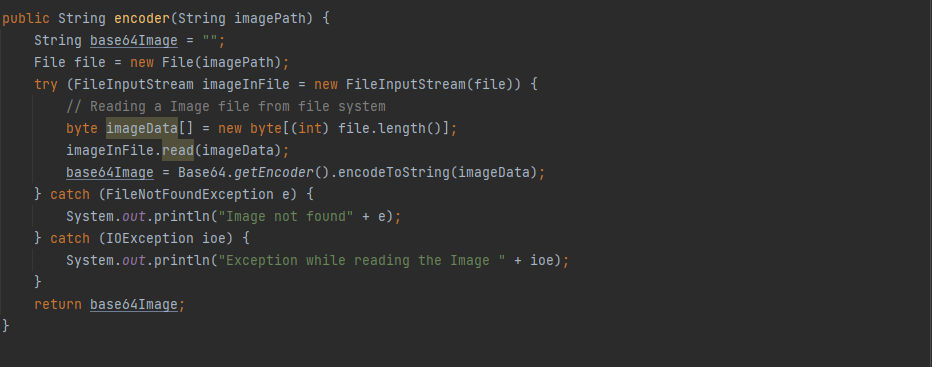 public String encoder(String imagePath) {
    String base64Image = "";
    File file = new File(imagePath);
    try (FileInputStream imageInFile = new FileInputStream(file)) {
        // Reading a Image file from file system
        byte imageData[] = new byte[(int) file.length()];
        imageInFile.read(imageData);
        base64Image = Base64.getEncoder().encodeToString(imageData);
    } catch (FileNotFoundException e) {
        System.out.println("Image not found" + e);
    } catch (IOException ioe) {
        System.out.println("Exception while reading the Image " + ioe);
    }
    return base64Image;
}